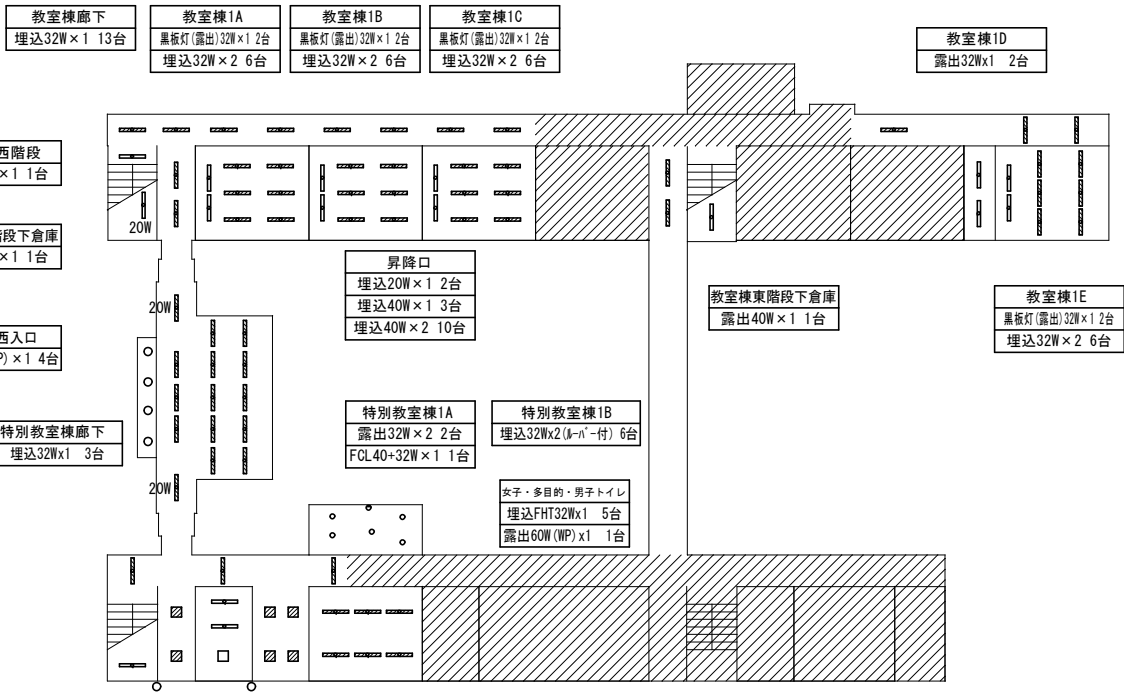 教室棟廊下
埋込32W×1 13台
教室棟1A
黒板灯(露出)32W×1 2台
埋込32W×2 6台
教室棟1B
黒板灯(露出)32W×1 2台
埋込32W×2 6台
教室棟1C
黒板灯(露出)32W×1 2台
埋込32W×2 6台
教室棟1D
露出32Wx1 2台
西階段
×1 1台
20W
階段下倉庫
×1 1台
昇降口
埋込20W×1 2台
埋込40W×1 3台
埋込40W×2 10台
20W
教室棟東階段下倉庫
露出40W×1 1台
教室棟1E
黒板灯(露出)32W×1 2台
埋込32W×2 6台
西入口
P)×1 4台
特別教室棟廊下
埋込32Wx1 3台
特別教室棟1A
露出32W×2 2台
FCL40+32W×1 1台
特別教室棟1B
埋込32Wx2(ルーバー付) 6台
20W
女子・多目的・男子トイレ
埋込FHT32Wx1 5台
露出60W(WP)x1 1台